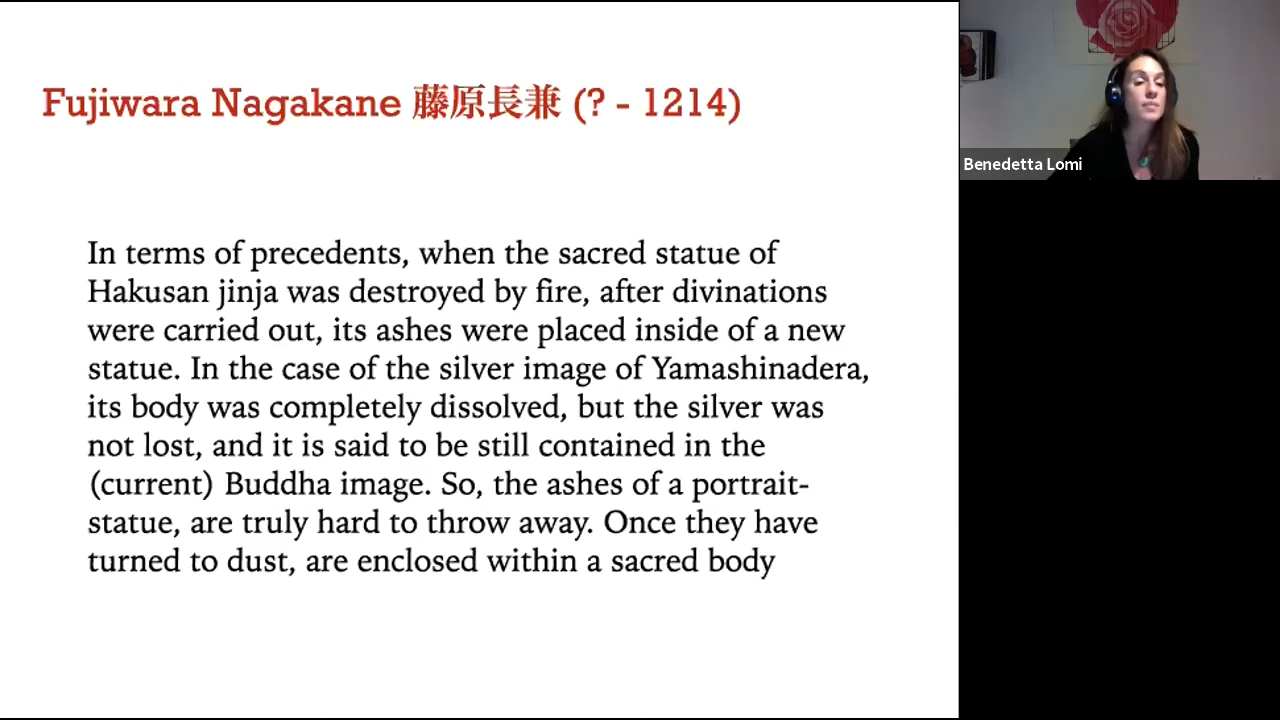 Fujiwara Nagakane 藤原長兼 (? - 1214)
In terms of precedents, when the sacred statue of
Hakusan jinja was destroyed by fire, after divinations
were carried out, its ashes were placed inside of a new
statue. In the case of the silver image of Yamashinadera,
its body was completely dissolved, but the silver was
not lost, and it is said to be still contained in the
(current) Buddha image. So, the ashes of a portrait-
statue, are truly hard to throw away. Once they have
turned to dust, are enclosed within a sacred body
Benedetta Lomi